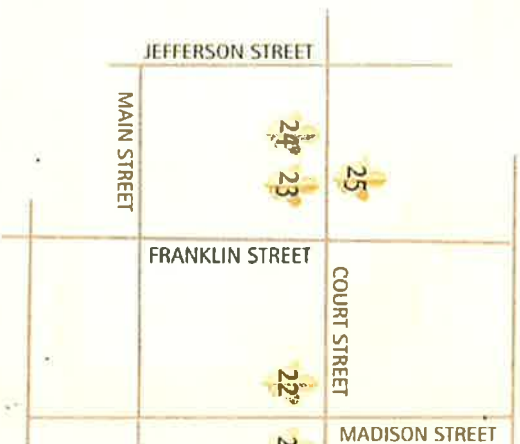 JEFFERSON STREET
MAIN STREET
24
23
25
FRANKLIN STREET
COURT STREET
22
MADISON STREET